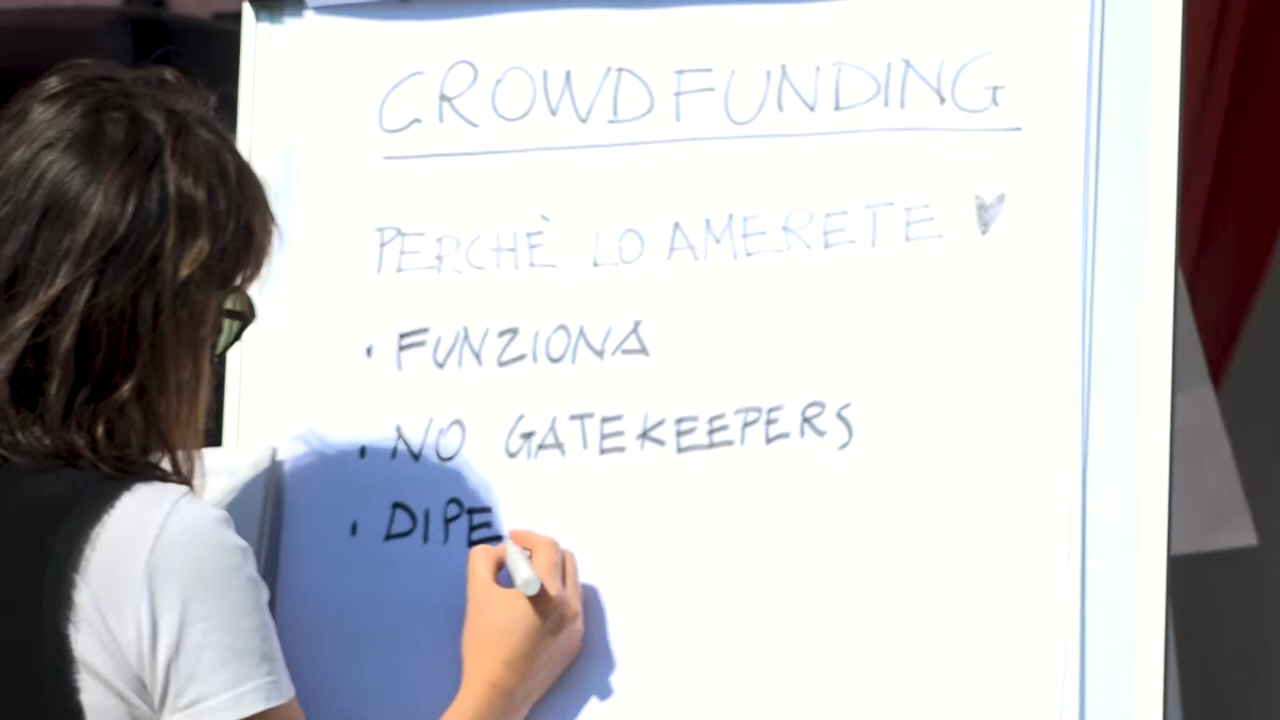 CROWDFUNDING
PERCHÈ LO AMERETE ♥
• FUNZIONA
• NO GATEKEEPERS
• DIPE